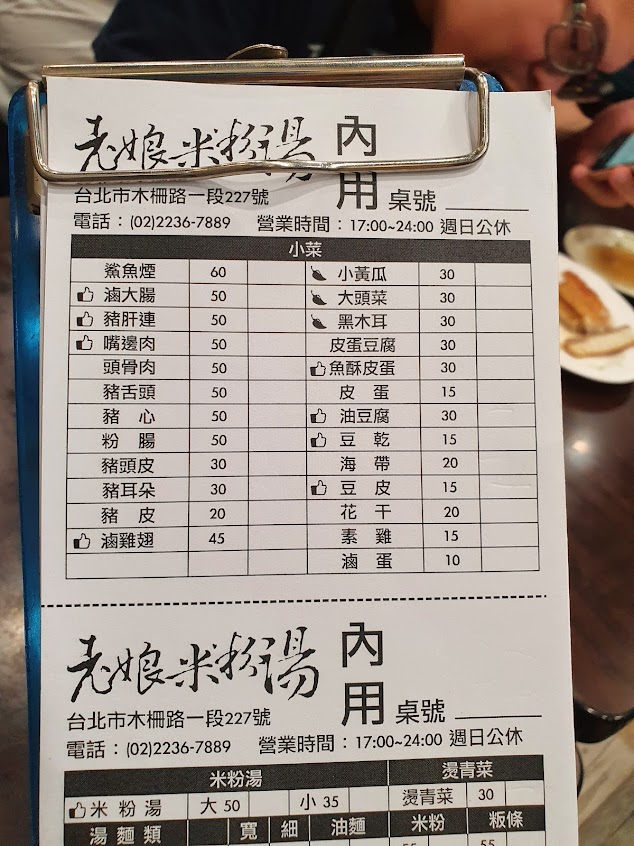 老娘米粉湯 內用 桌號
台北市木柵路一段227號
電話：(02)2236-7889 營業時間：17:00~24:00 週日公休
小菜
鯊魚煙 60 小黃瓜 30
滷大腸 50 大頭菜 30
豬肝連 50 黑木耳 30
嘴邊肉 50 皮蛋豆腐 30
頭骨肉 50 魚酥皮蛋 30
豬舌頭 50 皮蛋 15
豬心 50 油豆腐 30
粉腸 50 豆乾 15
豬頭皮 30 海帶 20
豬耳朵 30 豆皮 15
豬皮 20 花干 20
滷雞翅 45 素雞 15
滷蛋 10
老娘米粉湯 內用 桌號
台北市木柵路一段227號
電話：(02)2236-7889 營業時間：17:00~24:00 週日公休
米粉湯 燙青菜
米粉湯 大 50 小 35 燙青菜 30
湯麵類 寬 細 油麵 米粉 粄條
55 55